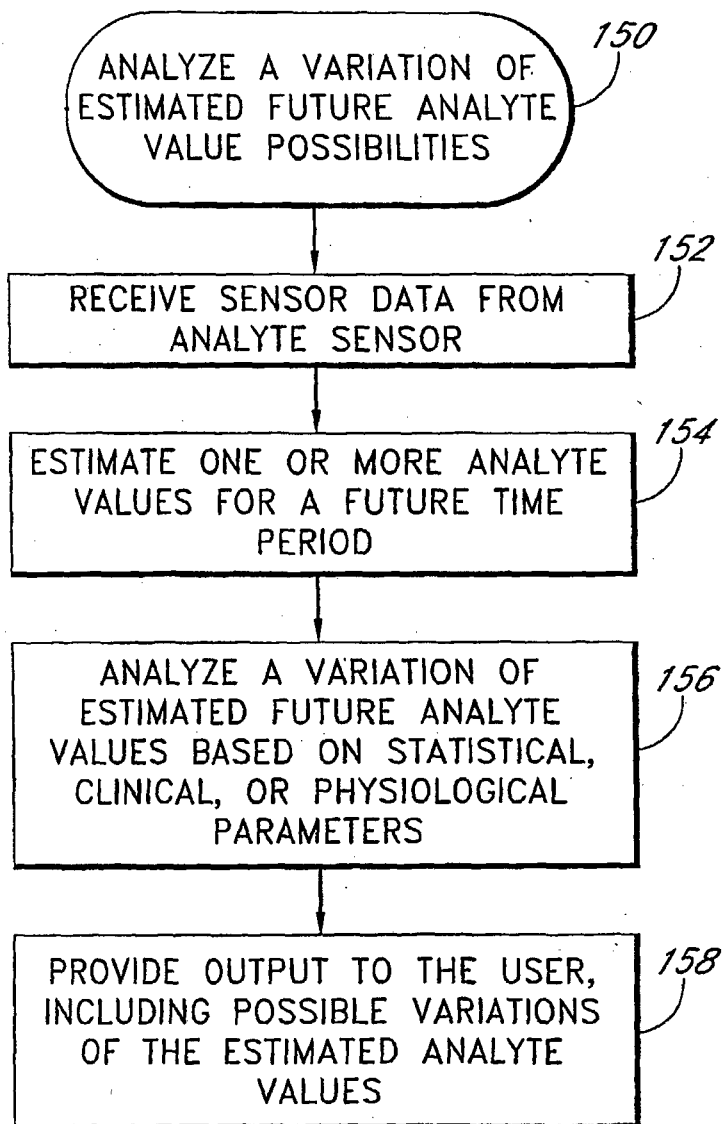 150
ANALYZE A VARIATION OF
ESTIMATED FUTURE ANALYTE
VALUE POSSIBILITIES
152
RECEIVE SENSOR DATA FROM
ANALYTE SENSOR
154
ESTIMATE ONE OR MORE ANALYTE
VALUES FOR A FUTURE TIME
PERIOD
156
ANALYZE A VARIATION OF
ESTIMATED FUTURE ANALYTE
VALUES BASED ON STATISTICAL,
CLINICAL, OR PHYSIOLOGICAL
PARAMETERS
158
PROVIDE OUTPUT TO THE USER,
INCLUDING POSSIBLE VARIATIONS
OF THE ESTIMATED ANALYTE
VALUES